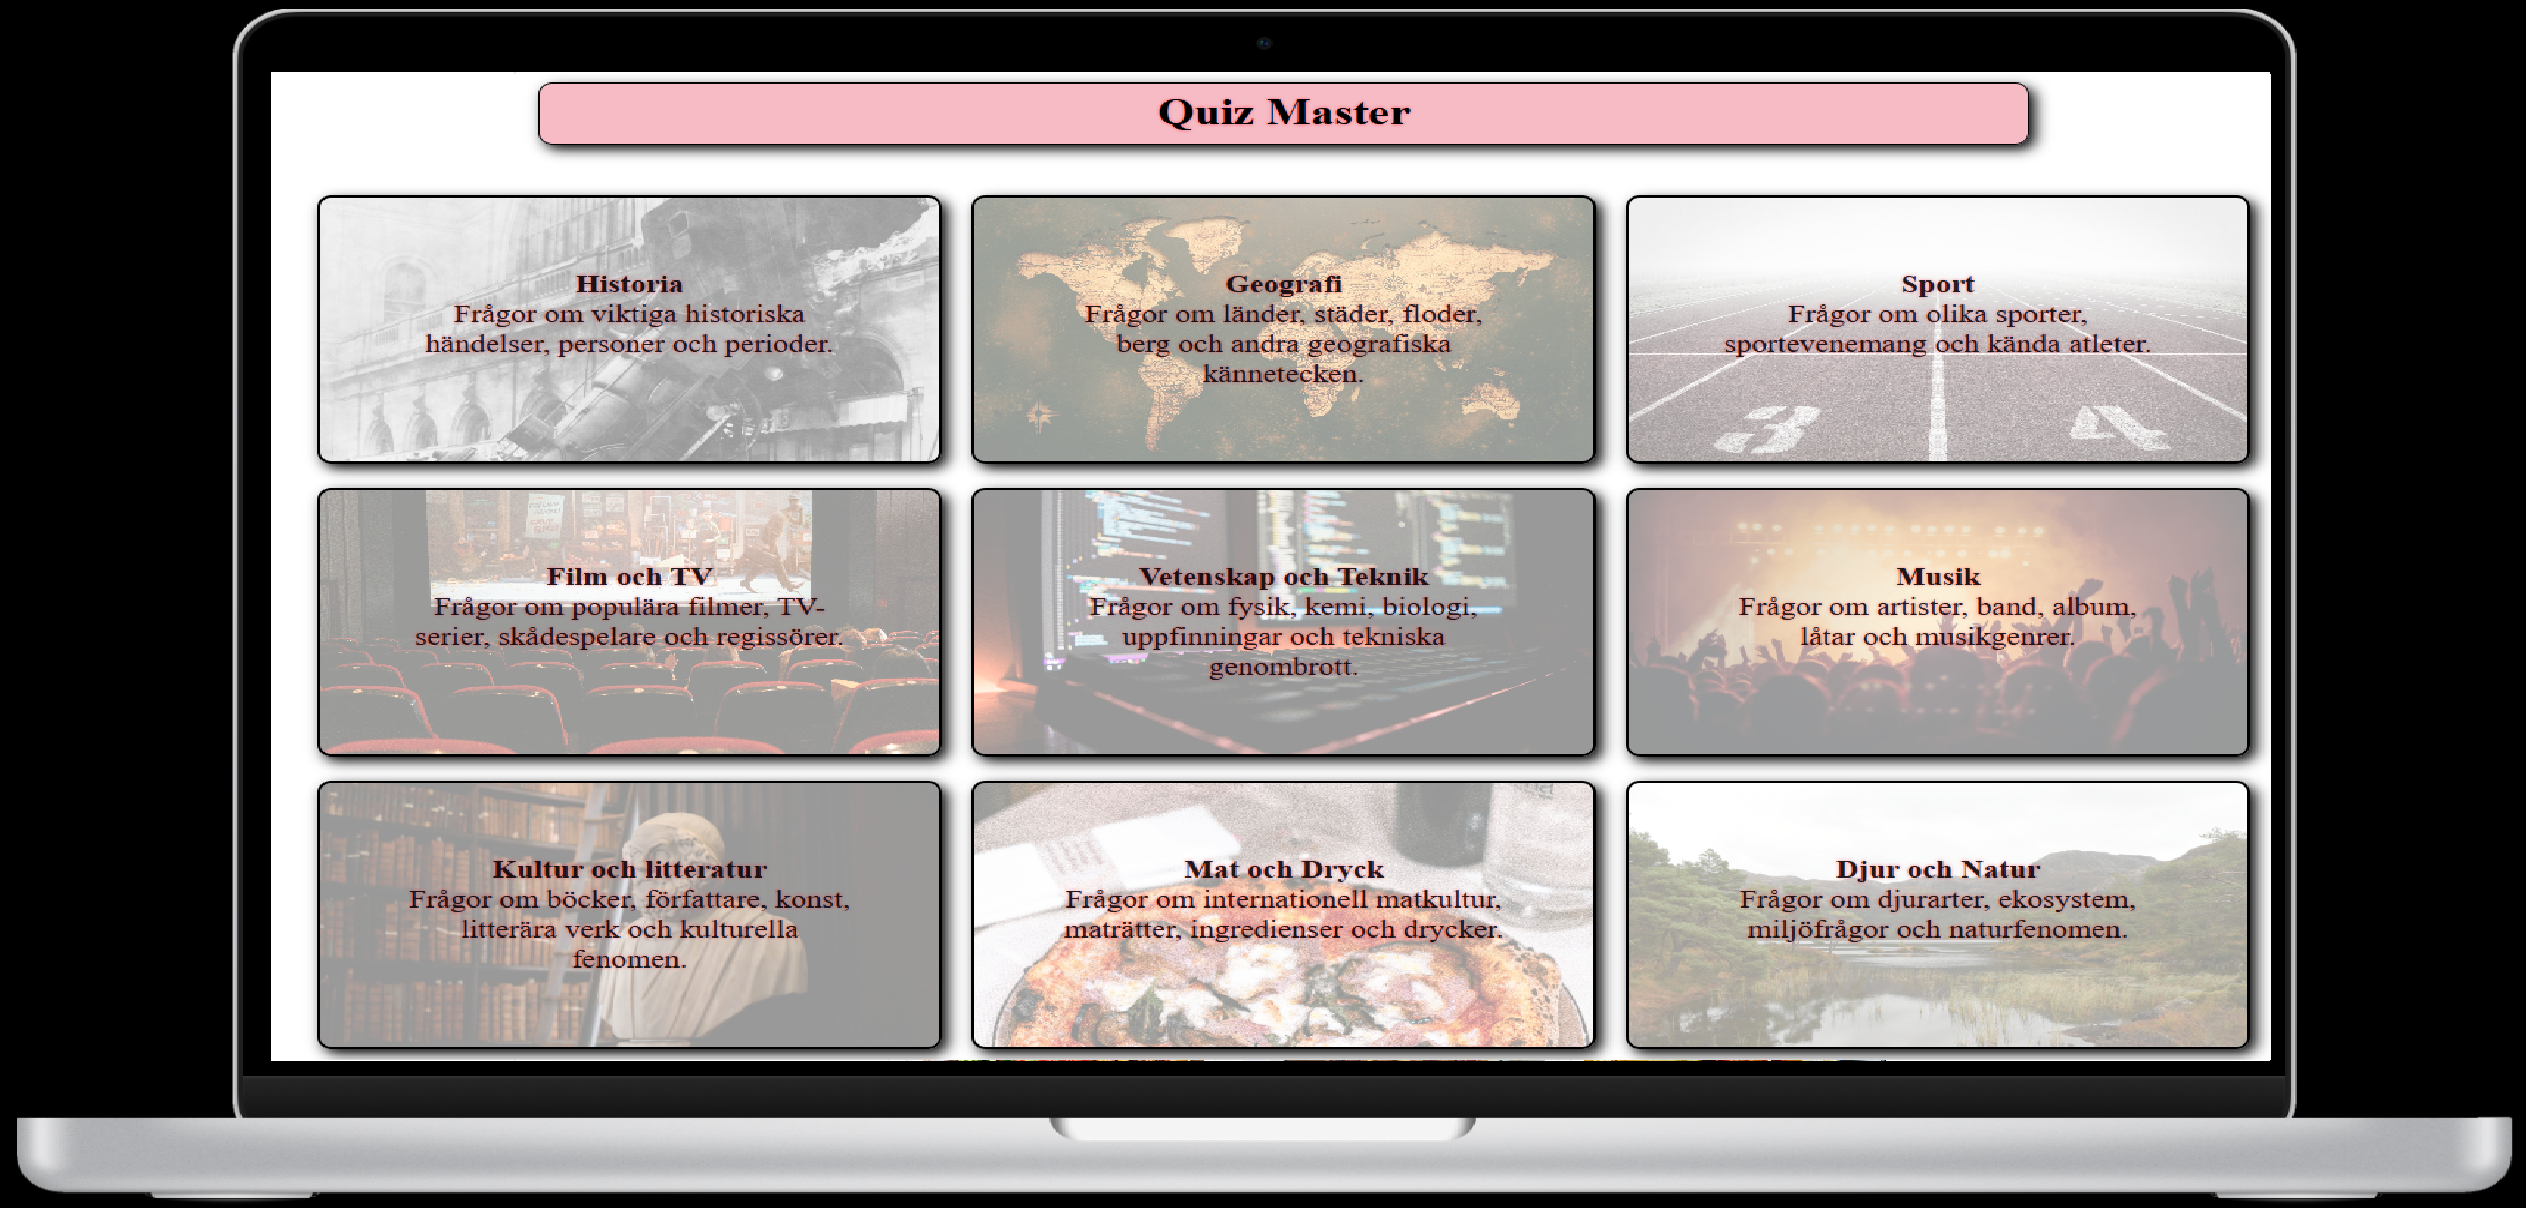 Quiz Master
Historia
Frågor om viktiga historiska
händelser, personer och perioder.
Geografi
Frågor om länder, städer, floder,
berg och andra geografiska
kännetecken.
Sport
Frågor om olika sporter,
sportevenemang och kända atleter.
3 4
Film och TV
Frågor om populära filmer, TV-
serier, skådespelare och regissörer.
Vetenskap och Teknik
Frågor om fysik, kemi, biologi,
uppfinningar och tekniska
genombrott.
Musik
Frågor om artister, band, album,
låtar och musikgenrer.
Kultur och litteratur
Frågor om böcker, författare, konst,
litterära verk och kulturella
fenomen.
Mat och Dryck
Frågor om internationell matkultur,
maträtter, ingredienser och drycker.
Djur och Natur
Frågor om djurarter, ekosystem,
miljöfrågor och naturfenomen.